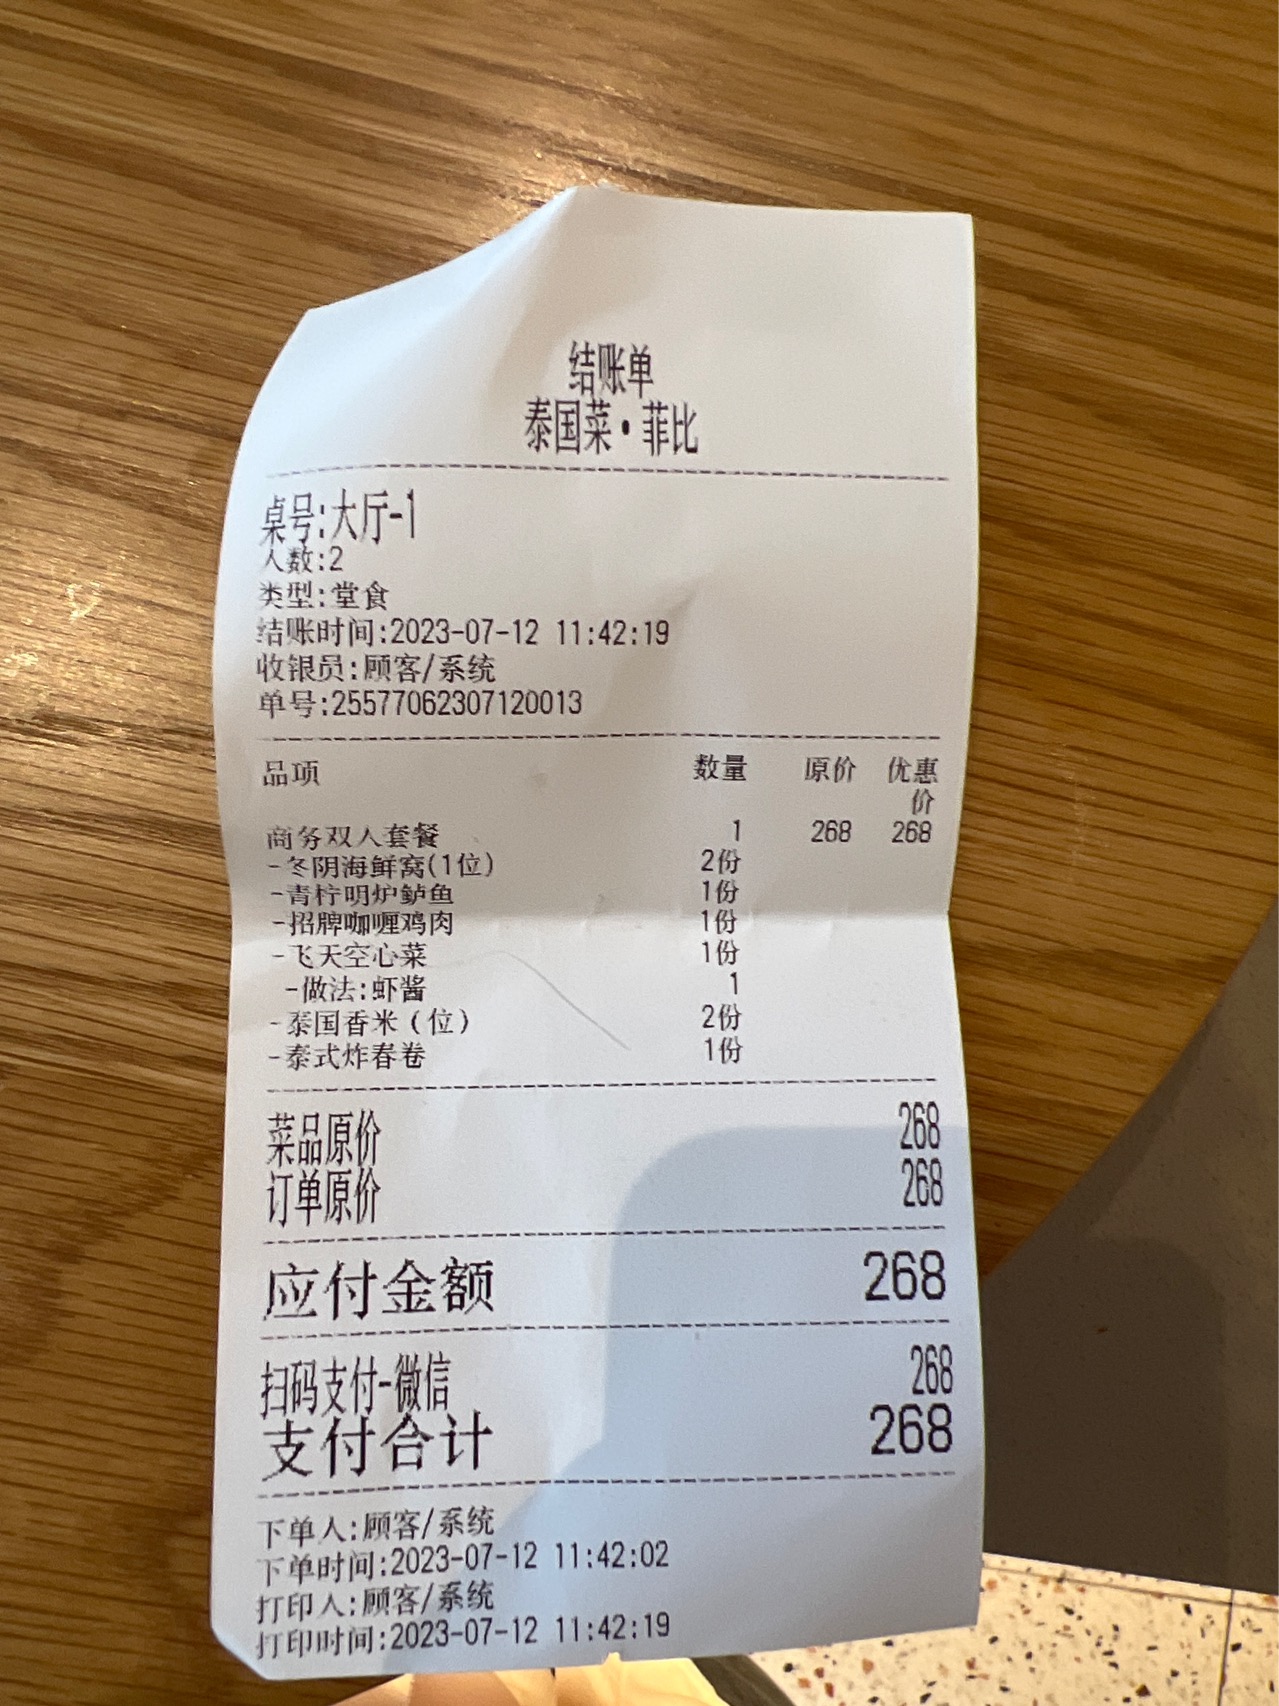 结账单
泰国菜•菲比
桌号:大厅-1
人数:2
类型:堂食
结账时间:2023-07-12 11:42:19
收银员:顾客/系统
单号:25577062307120013
品项 数量 原价 优惠
价
商务双人套餐 1 268 268
-冬阴海鲜窝(1位) 2份
-青柠明炉鲈鱼 1份
-招牌咖喱鸡肉 1份
-飞天空心菜 1份
-做法:虾酱 1
-泰国香米(位) 2份
-泰式炸春卷 1份
菜品原价 268
订单原价 268
应付金额 268
扫码支付-微信 268
支付合计 268
下单人:顾客/系统
下单时间:2023-07-12 11:42:02
打印人:顾客/系统
打印时间:2023-07-12 11:42:19